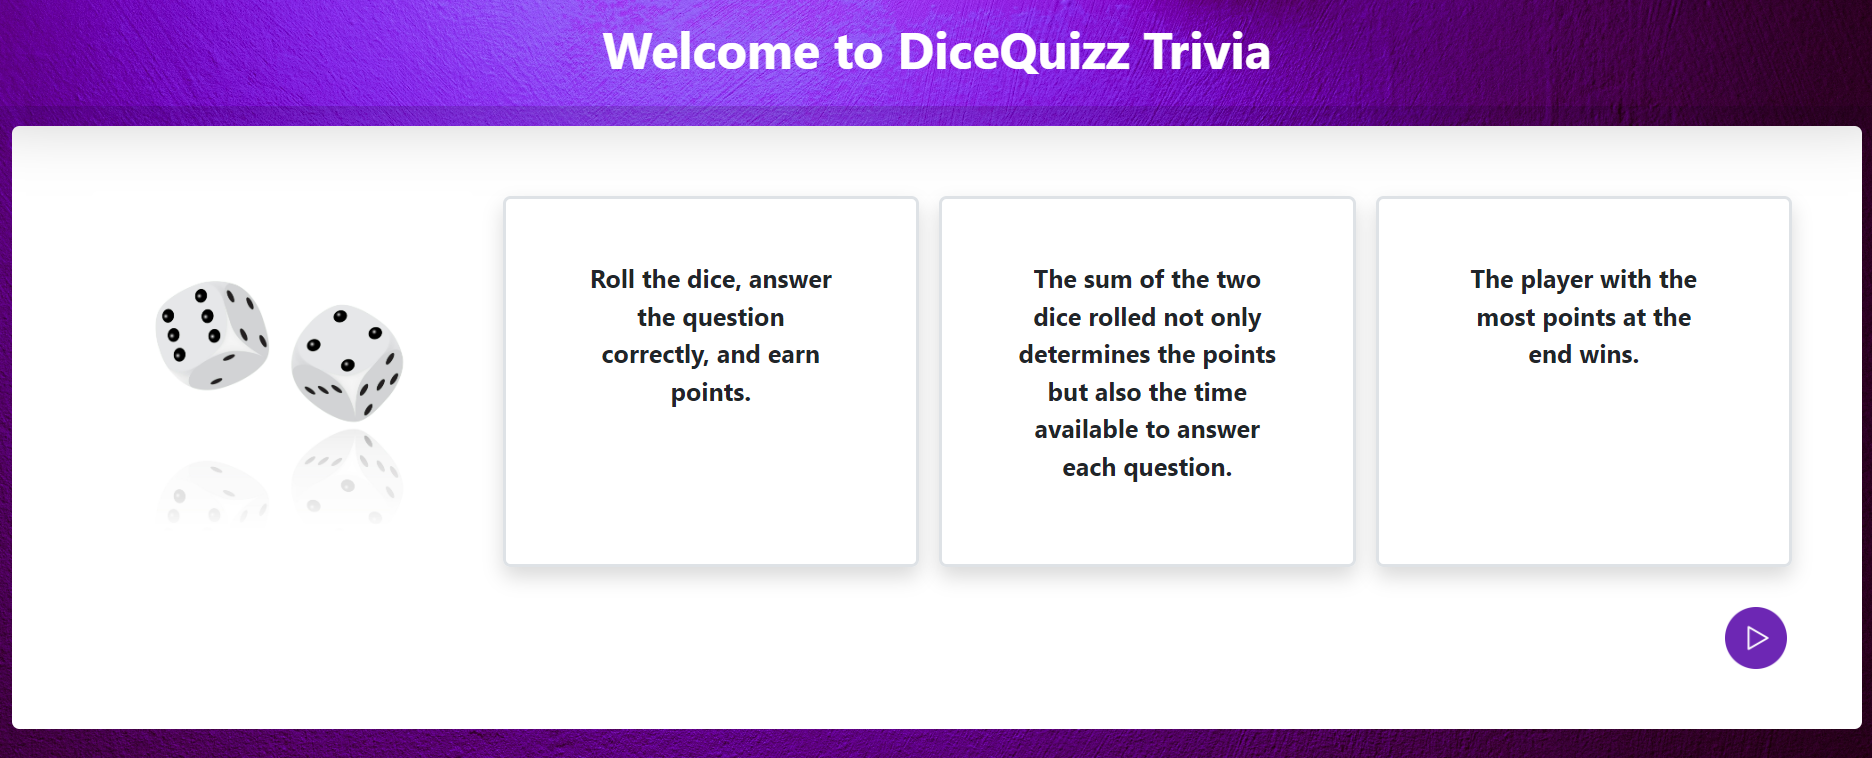 Welcome to DiceQuizz Trivia
Roll the dice, answer
the question
correctly, and earn
points.
The sum of the two
dice rolled not only
determines the points
but also the time
available to answer
each question.
The player with the
most points at the
end wins.